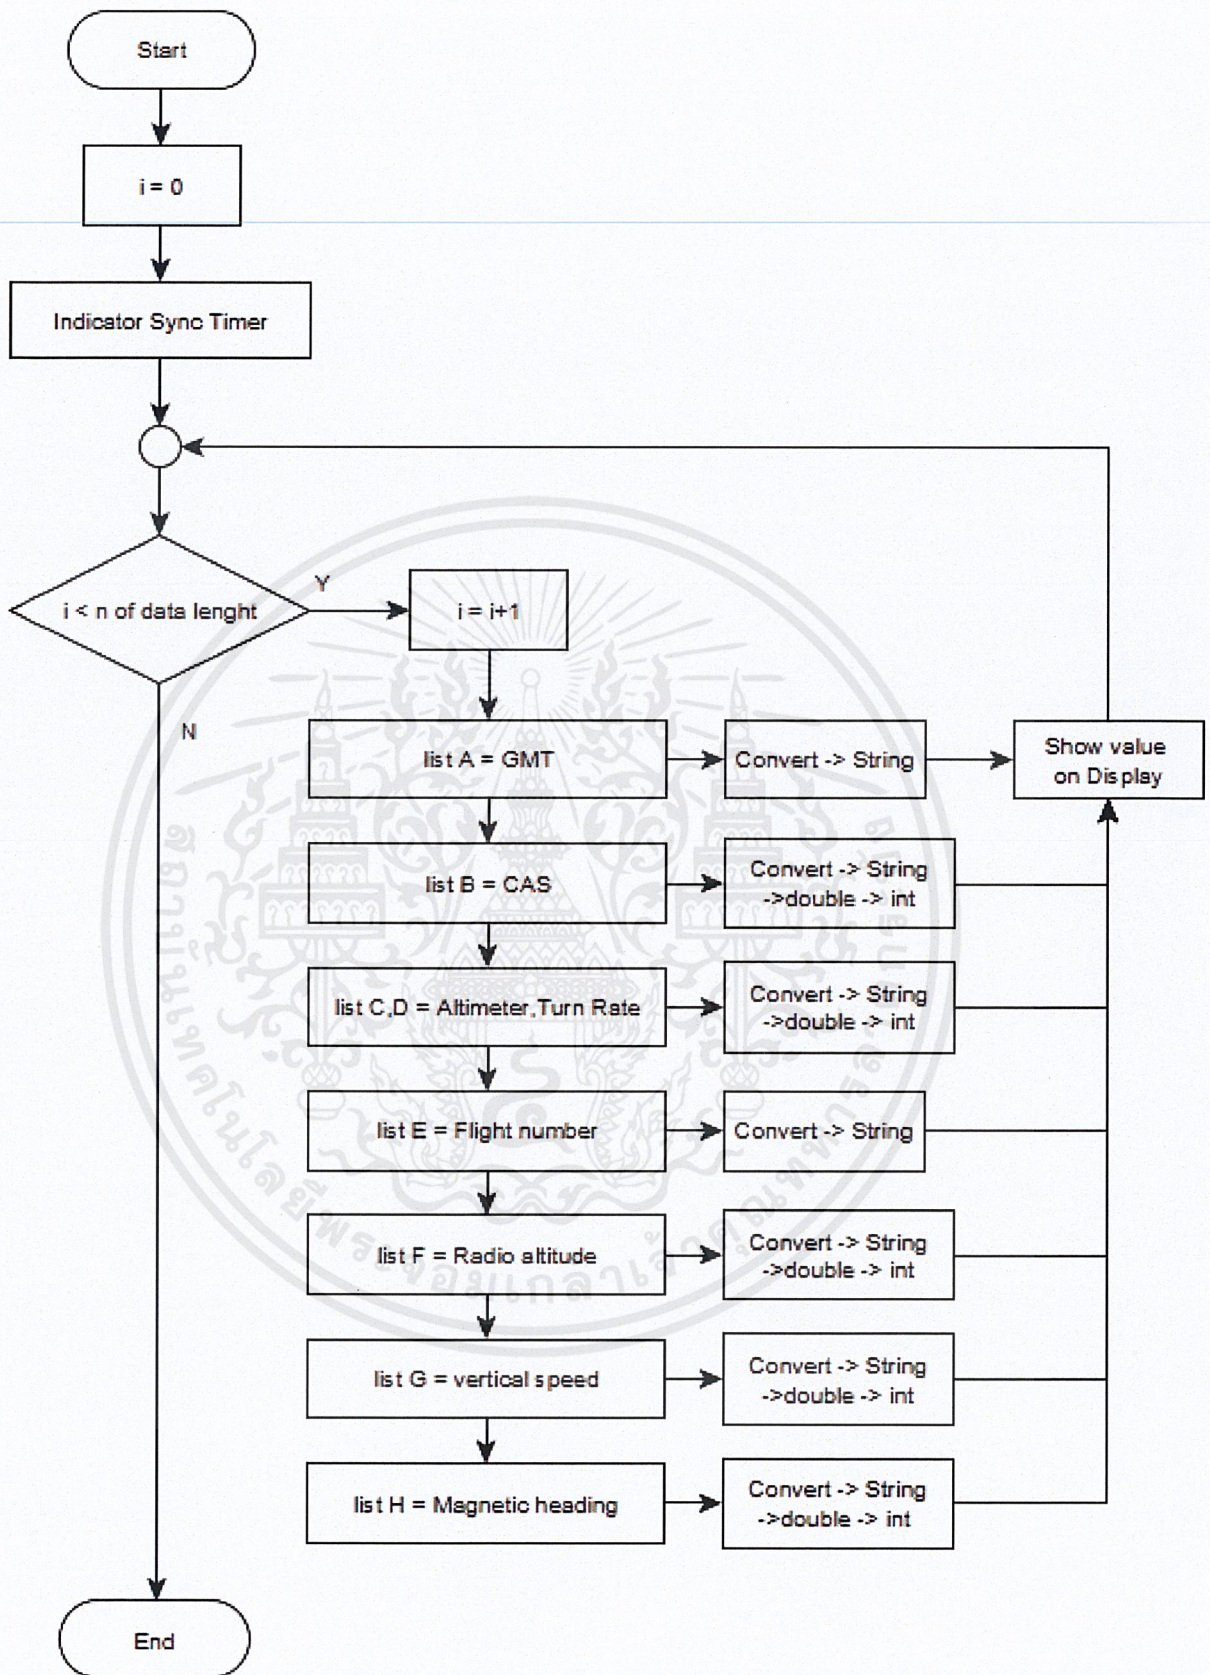 Start
i = 0
Indicator Sync Timer
i < n of data lenght
Y
i = i+1
N
list A = GMT
Convert -> String
Show value
on Display
list B = CAS
Convert -> String
->double -> int
list C,D = Altimeter,Turn Rate
Convert -> String
->double -> int
list E = Flight number
Convert -> String
list F = Radio altitude
Convert -> String
->double -> int
list G = vertical speed
Convert -> String
->double -> int
list H = Magnetic heading
Convert -> String
->double -> int
End